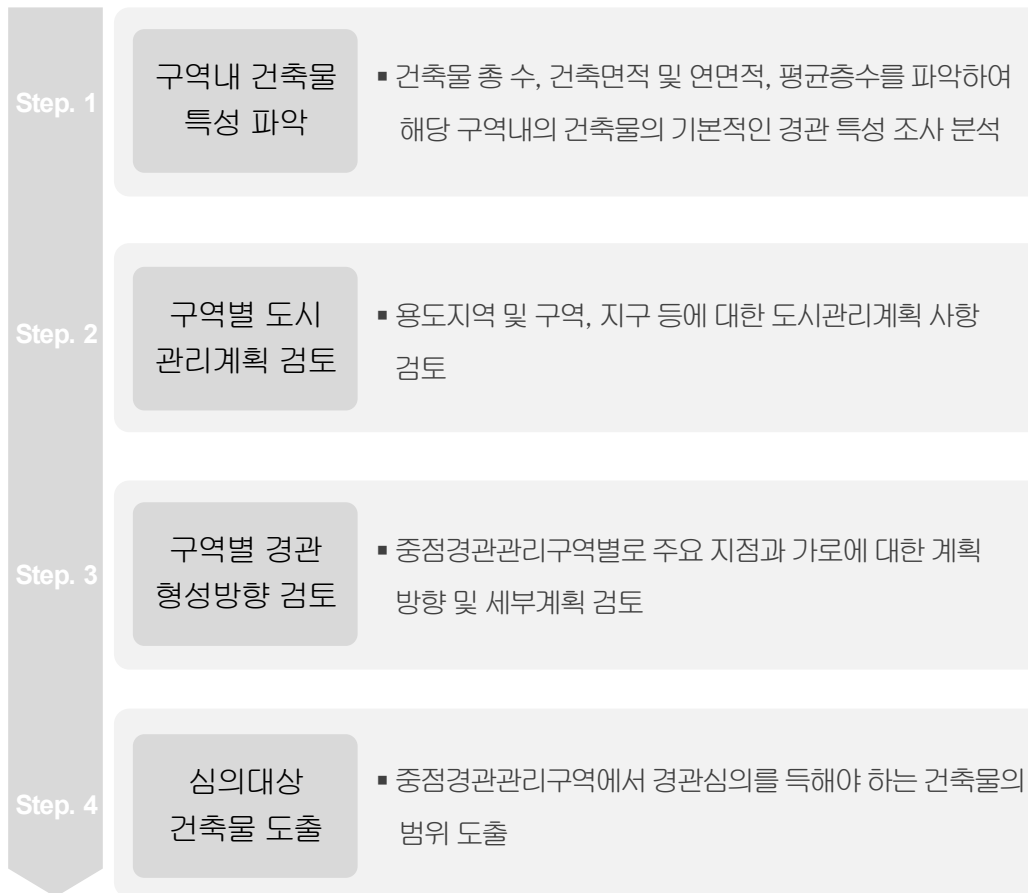 Step. 1
구역내 건축물
특성 파악
▪ 건축물 총 수, 건축면적 및 연면적, 평균층수를 파악하여
해당 구역내의 건축물의 기본적인 경관 특성 조사 분석
Step. 2
구역별 도시
관리계획 검토
▪ 용도지역 및 구역, 지구 등에 대한 도시관리계획 사항
검토
Step. 3
구역별 경관
형성방향 검토
▪ 중점경관관리구역별로 주요 지점과 가로에 대한 계획
방향 및 세부계획 검토
Step. 4
심의대상
건축물 도출
▪ 중점경관관리구역에서 경관심의를 득해야 하는 건축물의
범위 도출